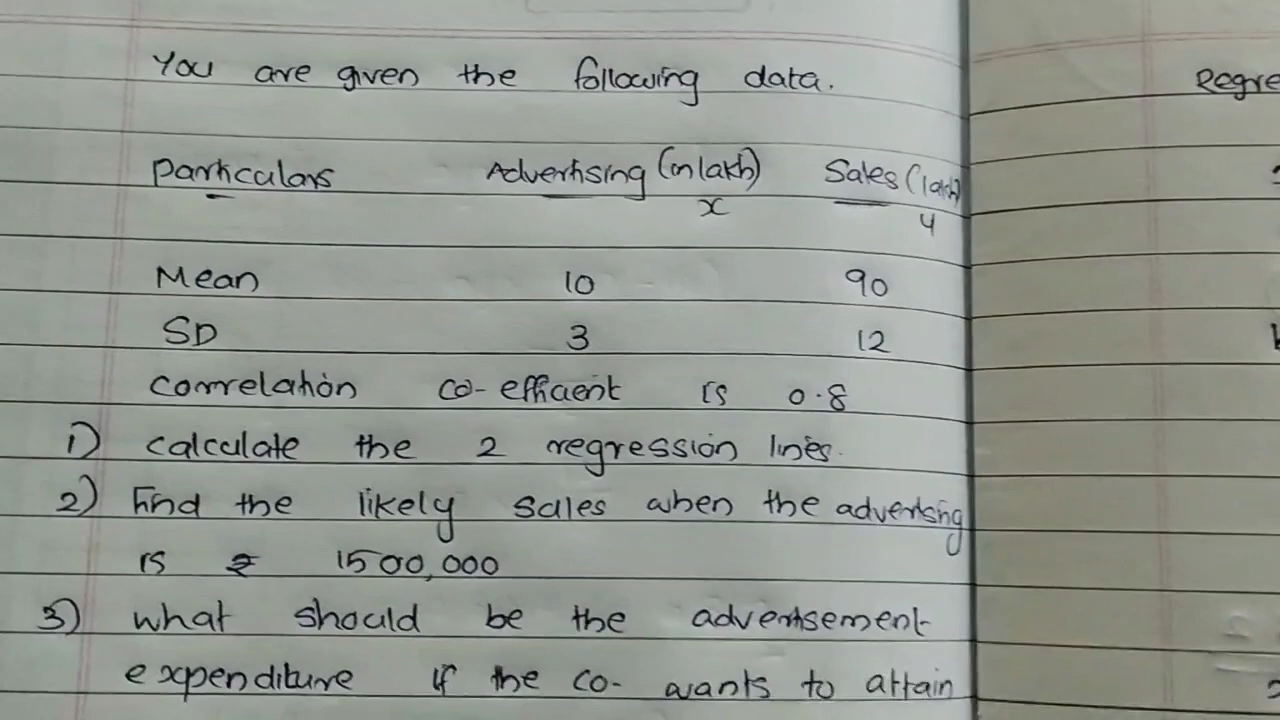 You are given the following data.
Particulars Advertising (in lakh) Sales (lakh)
x y
Mean 10 90
SD 3 12
correlation co-efficient is 0.8
1) calculate the 2 regression lines.
2) Find the likely sales when the advertising
is ₹ 1500,000
3) what should be the advertisement
expenditure if the co- wants to attain
Regre